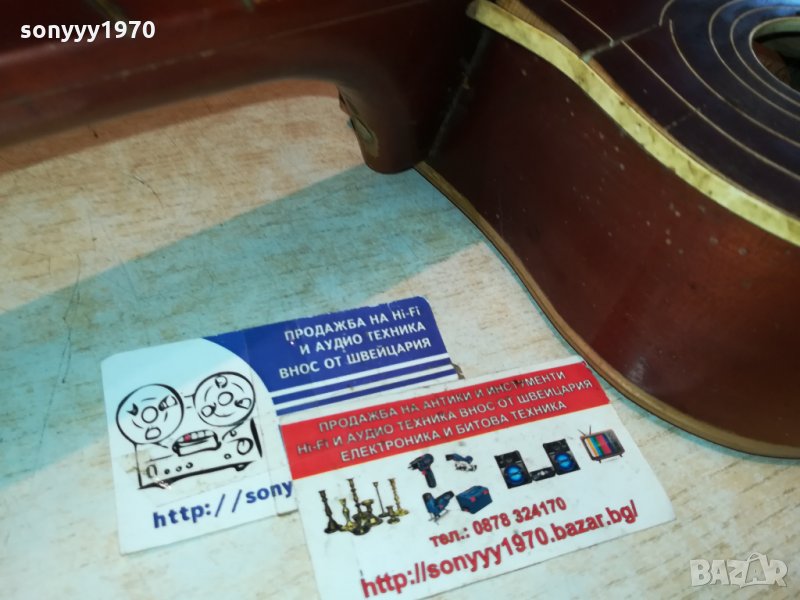 sonyyy1970
ПРОДАЖБА НА Hi-Fi
И АУДИО ТЕХНИКА
ВНОС ОТ ШВЕЙЦАРИЯ
http://sony
ПРОДАЖБА НА АНТИКИ И ИНСТУМЕНТИ
Hi-Fi И АУДИО ТЕХНИКА ВНОС ОТ ШВЕЙЦАРИЯ
ЕЛЕКТРОНИКА И БИТОВА ТЕХНИКА
тел.: 0878 324170
http://sonyyy1970.bazar.bg/
BAZAR